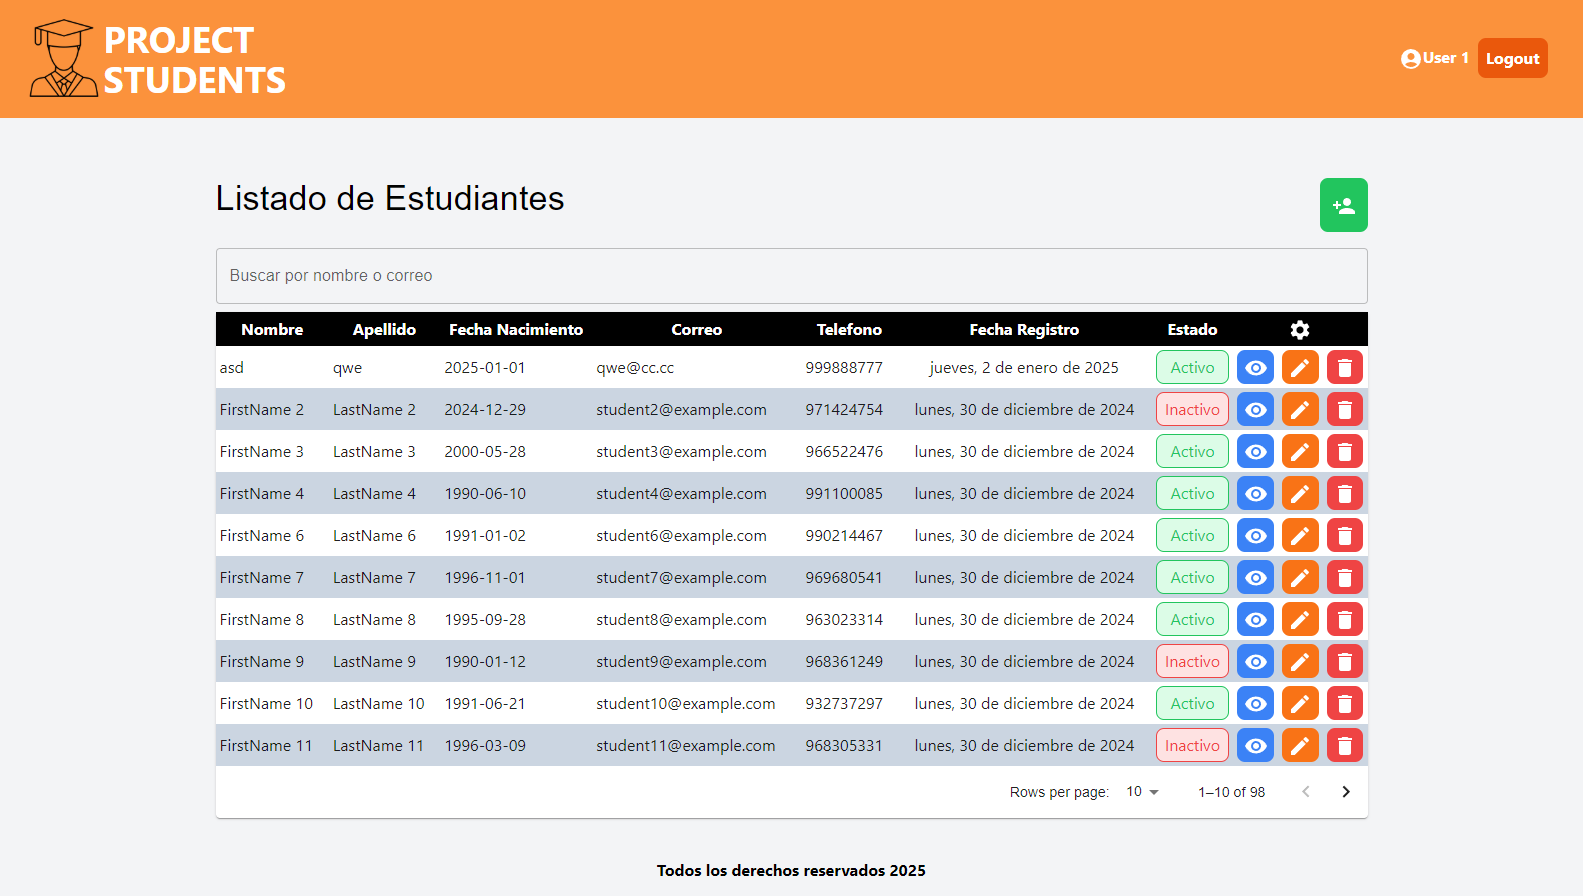 PROJECT
STUDENTS
User 1 Logout
Listado de Estudiantes
Buscar por nombre o correo
Nombre Apellido Fecha Nacimiento Correo Telefono Fecha Registro Estado
asd qwe 2025-01-01 qwe@cc.cc 999888777 jueves, 2 de enero de 2025 Activo
FirstName 2 LastName 2 2024-12-29 student2@example.com 971424754 lunes, 30 de diciembre de 2024 Inactivo
FirstName 3 LastName 3 2000-05-28 student3@example.com 966522476 lunes, 30 de diciembre de 2024 Activo
FirstName 4 LastName 4 1990-06-10 student4@example.com 991100085 lunes, 30 de diciembre de 2024 Activo
FirstName 6 LastName 6 1991-01-02 student6@example.com 990214467 lunes, 30 de diciembre de 2024 Activo
FirstName 7 LastName 7 1996-11-01 student7@example.com 969680541 lunes, 30 de diciembre de 2024 Activo
FirstName 8 LastName 8 1995-09-28 student8@example.com 963023314 lunes, 30 de diciembre de 2024 Activo
FirstName 9 LastName 9 1990-01-12 student9@example.com 968361249 lunes, 30 de diciembre de 2024 Inactivo
FirstName 10 LastName 10 1991-06-21 student10@example.com 932737297 lunes, 30 de diciembre de 2024 Activo
FirstName 11 LastName 11 1996-03-09 student11@example.com 968305331 lunes, 30 de diciembre de 2024 Inactivo
Rows per page: 10 1–10 of 98
Todos los derechos reservados 2025